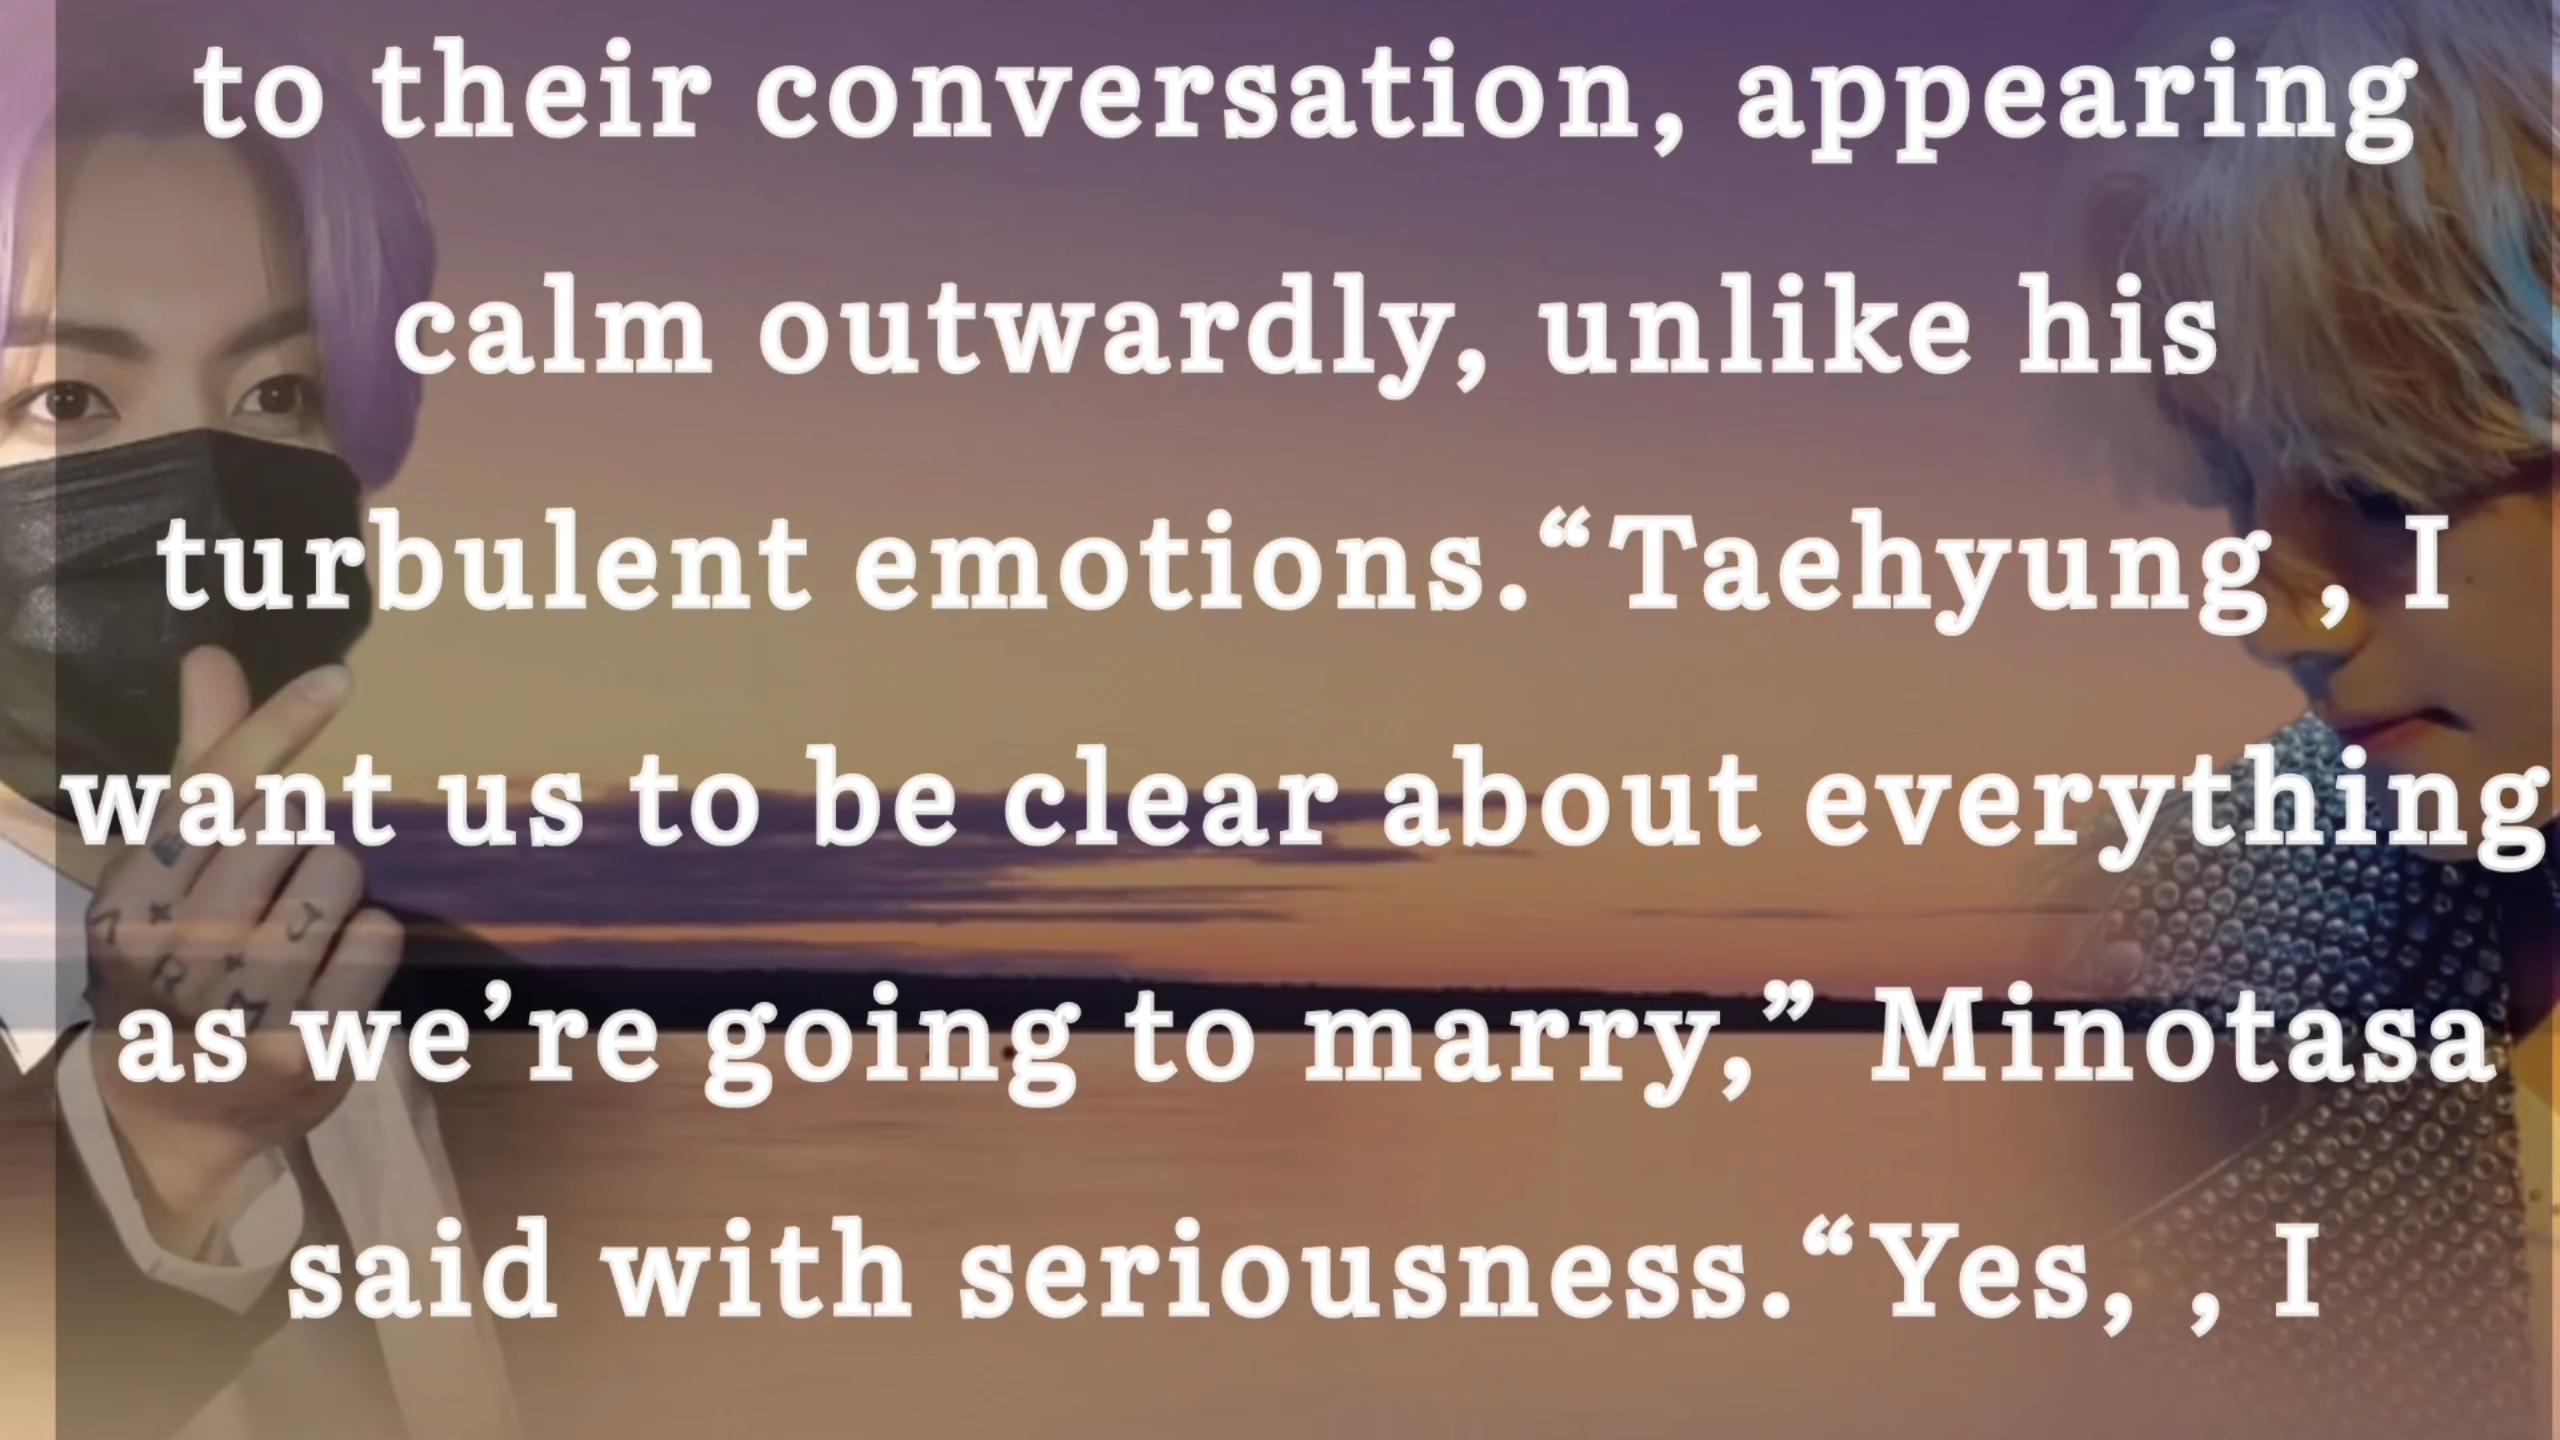 to their conversation, appearing
calm outwardly, unlike his
turbulent emotions.“Taehyung , I
want us to be clear about everything
as we’re going to marry,” Minotasa
said with seriousness.“Yes, , I